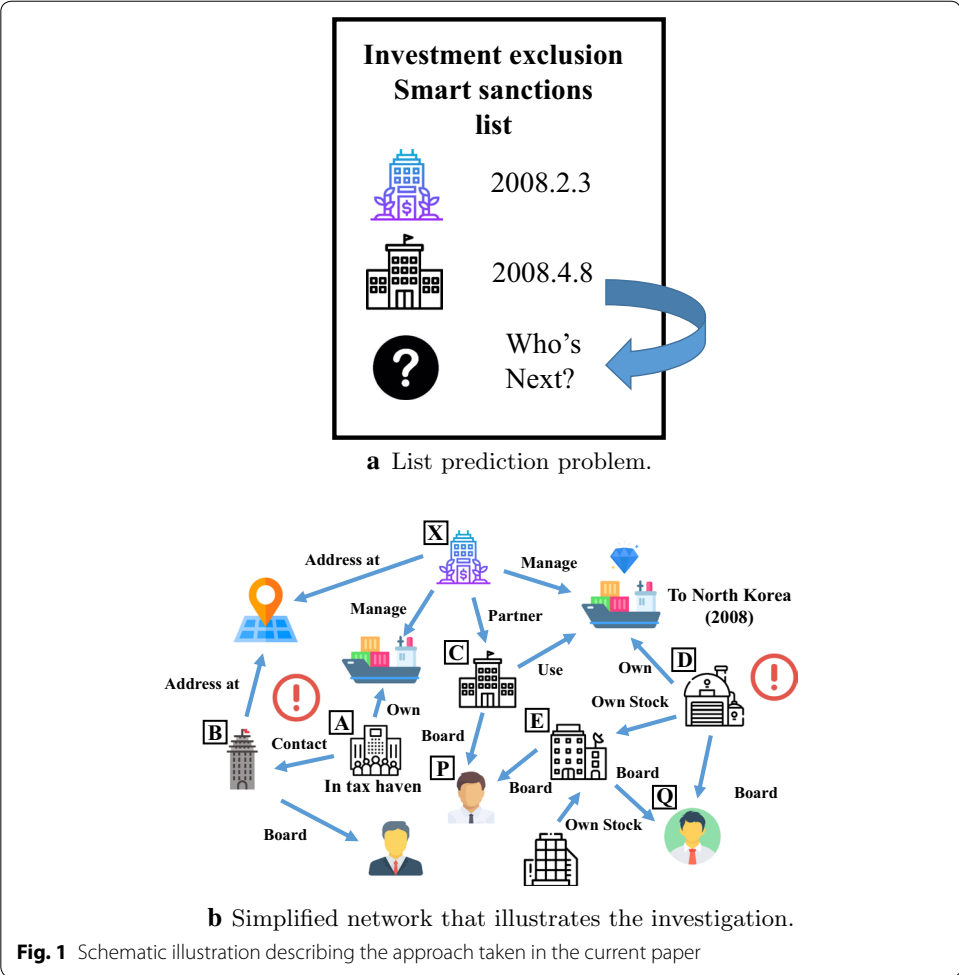 Investment exclusion
Smart sanctions
list
$
2008.2.3
2008.4.8
?
Who's
Next?
a List prediction problem.
X
Address at
Manage
$
Manage
Partner
To North Korea
(2008)
C
Use
Own
D
!
Address at
!
Own
Own Stock
B
A
Contact
Board
E
In tax haven
P
Board
Board
Q
Board
Board
Own Stock
b Simplified network that illustrates the investigation.
Fig. 1 Schematic illustration describing the approach taken in the current paper